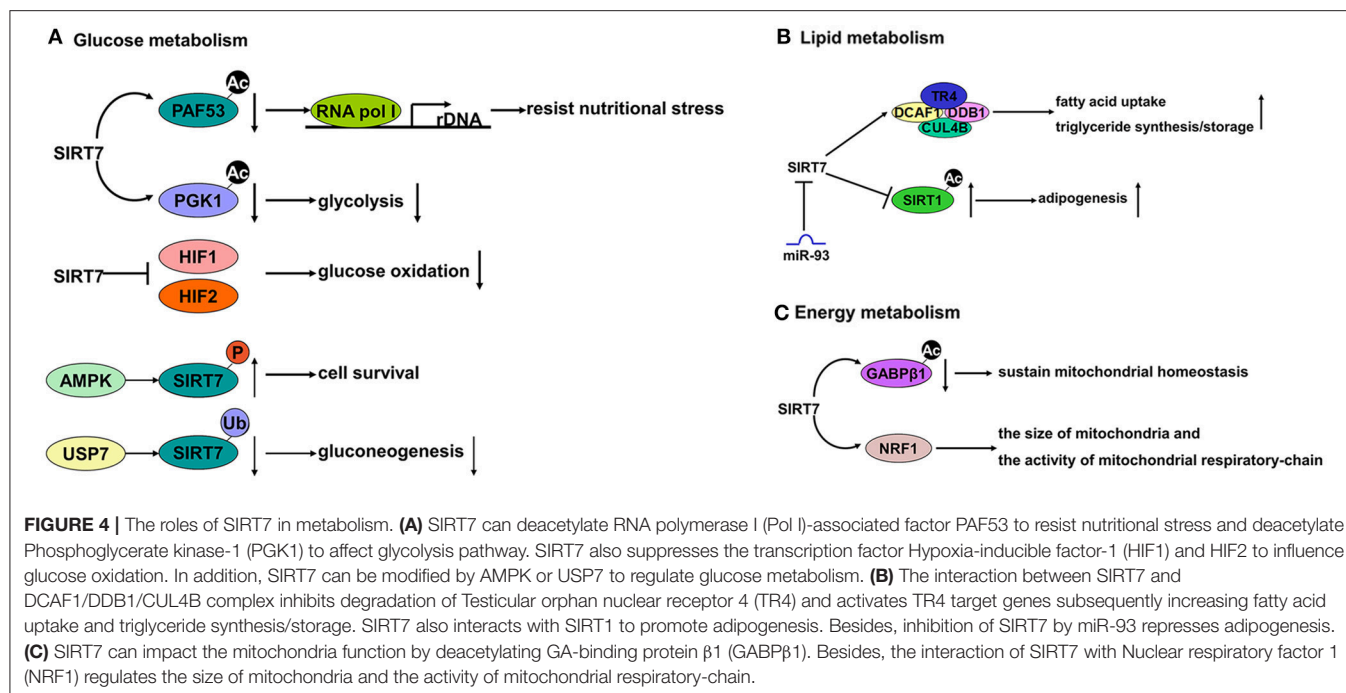 A Glucose metabolism
Ac
PAF53
RNA pol I
rDNA
resist nutritional stress
SIRT7
Ac
PGK1
glycolysis
SIRT7
HIF1
HIF2
glucose oxidation
P
AMPK
SIRT7
cell survival
Ub
USP7
SIRT7
gluconeogenesis
B Lipid metabolism
TR4
DCAF1
DDB1
CUL4B
fatty acid uptake
triglyceride synthesis/storage
SIRT7
Ac
SIRT1
adipogenesis
miR-93
C Energy metabolism
Ac
GABPβ1
sustain mitochondrial homeostasis
SIRT7
NRF1
the size of mitochondria and
the activity of mitochondrial respiratory-chain
FIGURE 4 | The roles of SIRT7 in metabolism. (A) SIRT7 can deacetylate RNA polymerase I (Pol I)-associated factor PAF53 to resist nutritional stress and deacetylate
Phosphoglycerate kinase-1 (PGK1) to affect glycolysis pathway. SIRT7 also suppresses the transcription factor Hypoxia-inducible factor-1 (HIF1) and HIF2 to influence
glucose oxidation. In addition, SIRT7 can be modified by AMPK or USP7 to regulate glucose metabolism. (B) The interaction between SIRT7 and
DCAF1/DDB1/CUL4B complex inhibits degradation of Testicular orphan nuclear receptor 4 (TR4) and activates TR4 target genes subsequently increasing fatty acid
uptake and triglyceride synthesis/storage. SIRT7 also interacts with SIRT1 to promote adipogenesis. Besides, inhibition of SIRT7 by miR-93 represses adipogenesis.
(C) SIRT7 can impact the mitochondria function by deacetylating GA-binding protein β1 (GABPβ1). Besides, the interaction of SIRT7 with Nuclear respiratory factor 1
(NRF1) regulates the size of mitochondria and the activity of mitochondrial respiratory-chain.